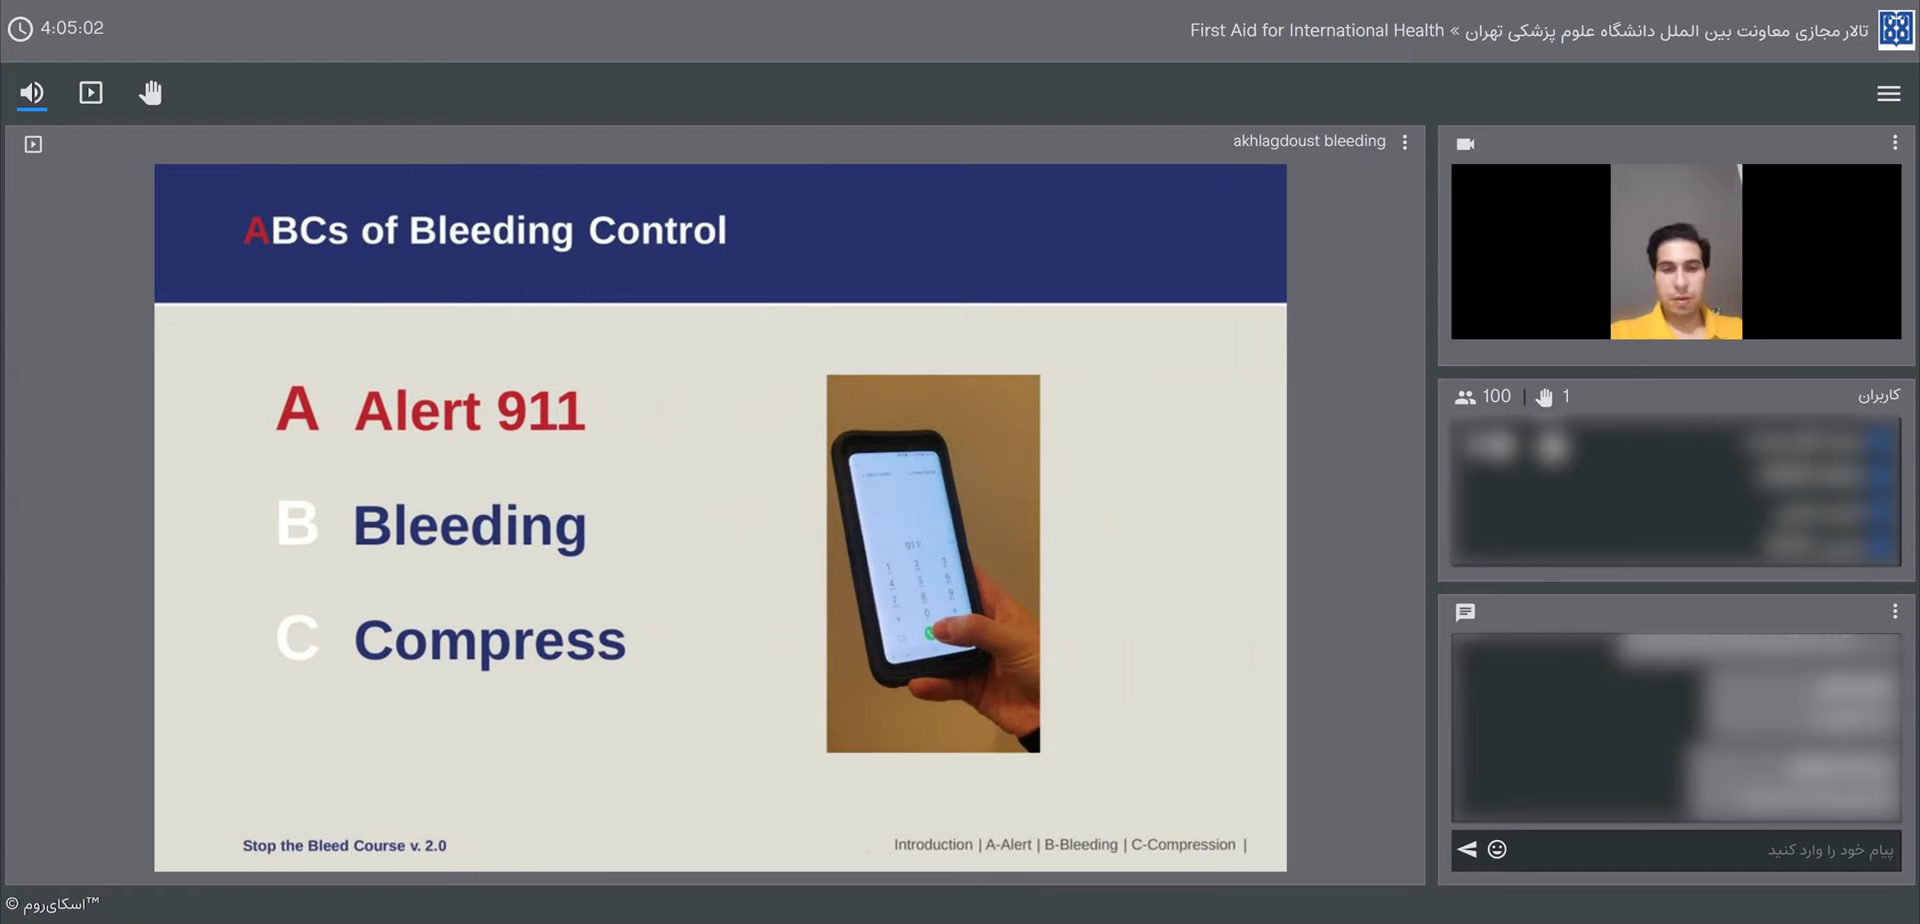 4:05:02
تالار مجازی معاونت بین الملل دانشگاه علوم پزشکی تهران » First Aid for International Health
akhlagdoust bleeding
ABCs of Bleeding Control
A Alert 911
B Bleeding
C Compress
911
Stop the Bleed Course v. 2.0
Introduction | A-Alert | B-Bleeding | C-Compression |
100 | 1
کاربران
پیام خود را وارد کنید
© اسکای‌روم™